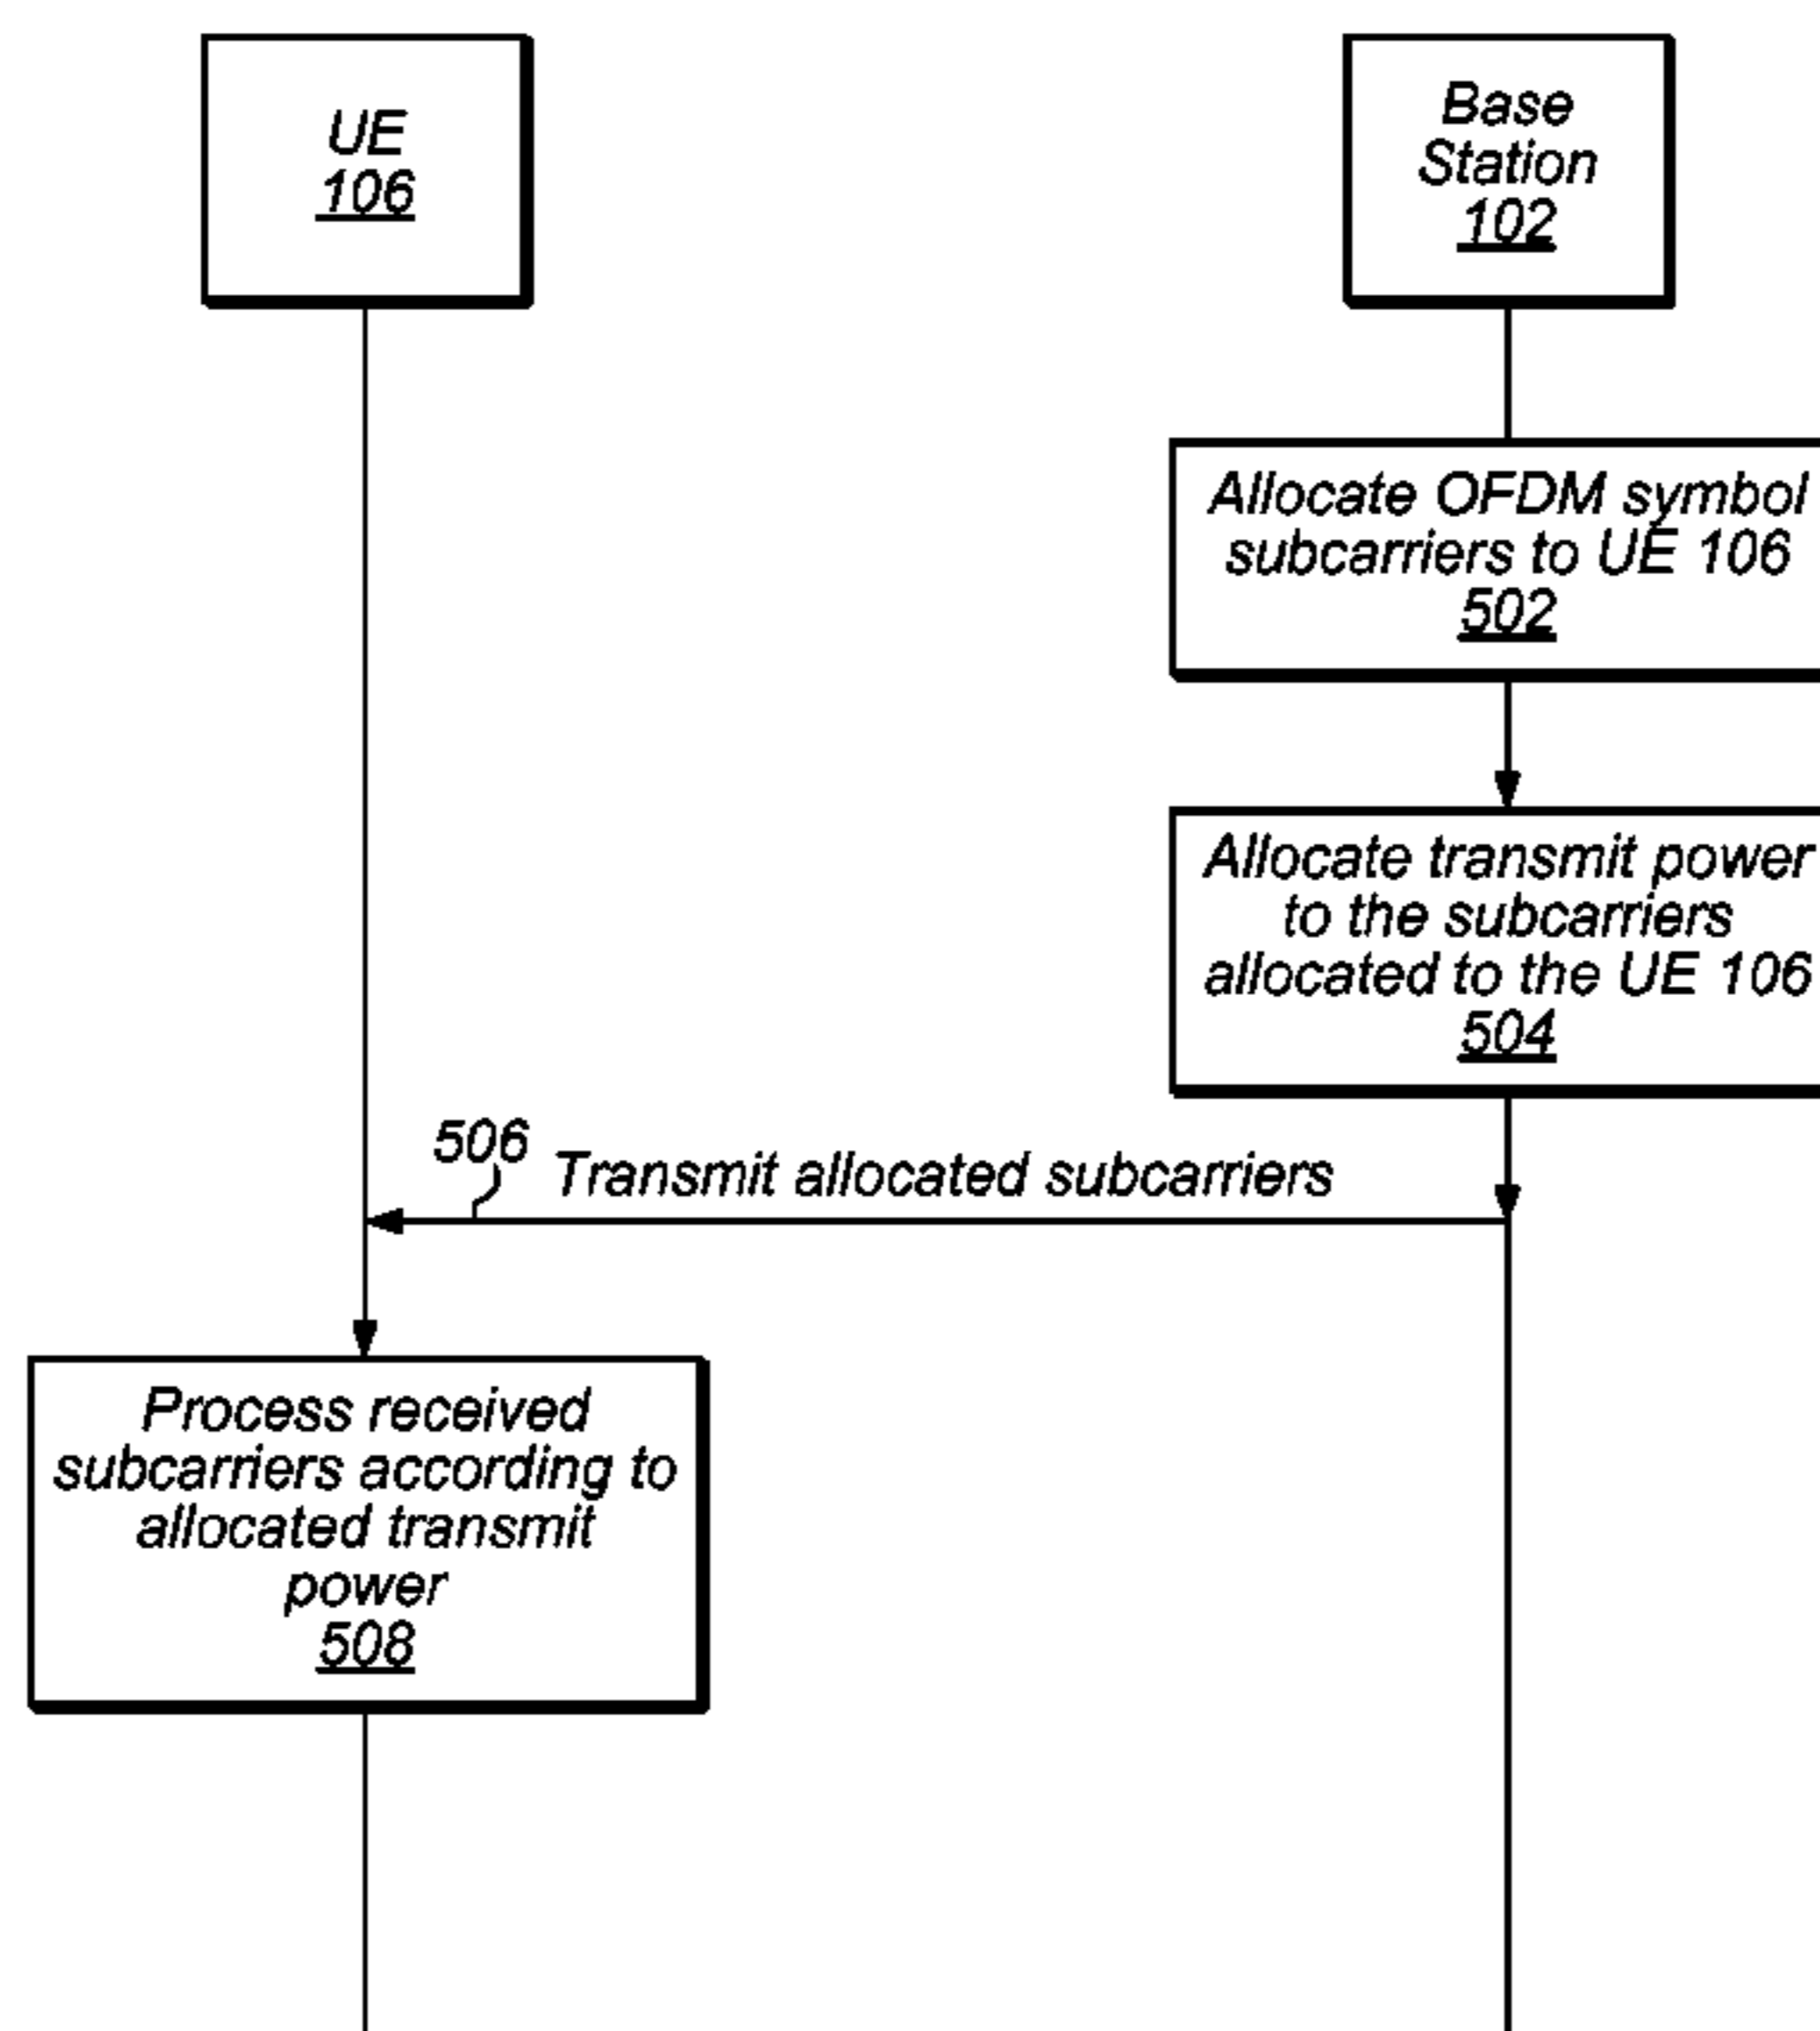 UE
106
Base
Station
102
Allocate OFDM symbol
subcarriers to UE 106
502
Allocate transmit power
to the subcarriers
allocated to the UE 106
504
506
Transmit allocated subcarriers
Process received
subcarriers according to
allocated transmit
power
508